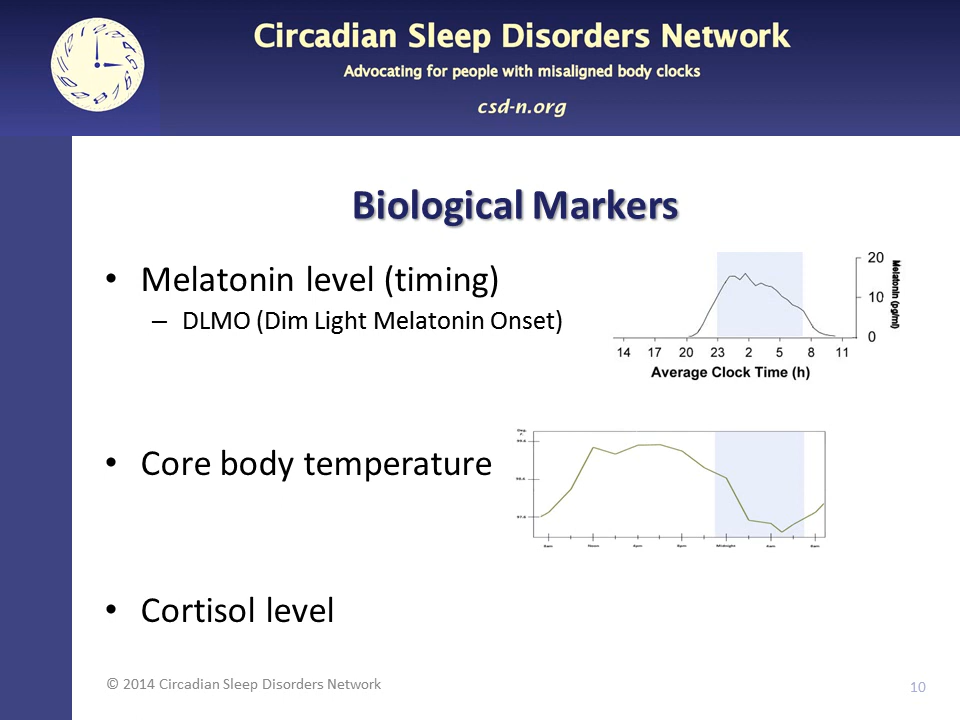 Circadian Sleep Disorders Network
Advocating for people with misaligned body clocks
csd-n.org
Biological Markers
• Melatonin level (timing)
– DLMO (Dim Light Melatonin Onset)
20
10
0
Melatonin (pg/ml)
14 17 20 23 2 5 8 11
Average Clock Time (h)
• Core body temperature
Noon 4pm 8pm Midnight
• Cortisol level
© 2014 Circadian Sleep Disorders Network
10